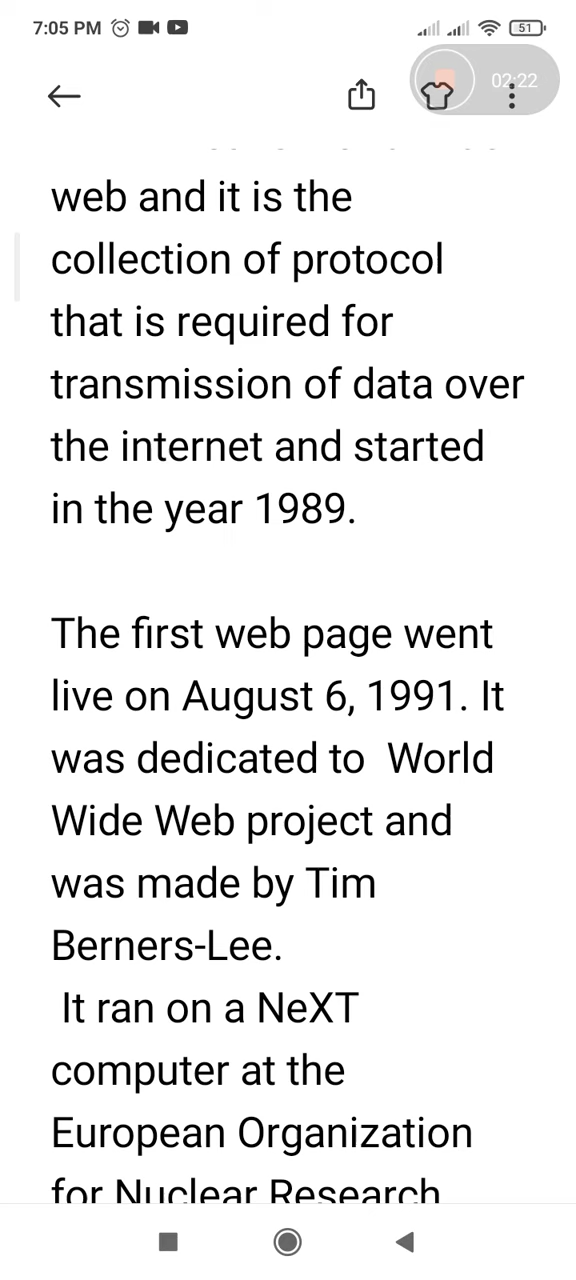 7:05 PM
51
02:22
web and it is the
collection of protocol
that is required for
transmission of data over
the internet and started
in the year 1989.
The first web page went
live on August 6, 1991. It
was dedicated to  World
Wide Web project and
was made by Tim
Berners-Lee.
It ran on a NeXT
computer at the
European Organization
for Nuclear Research